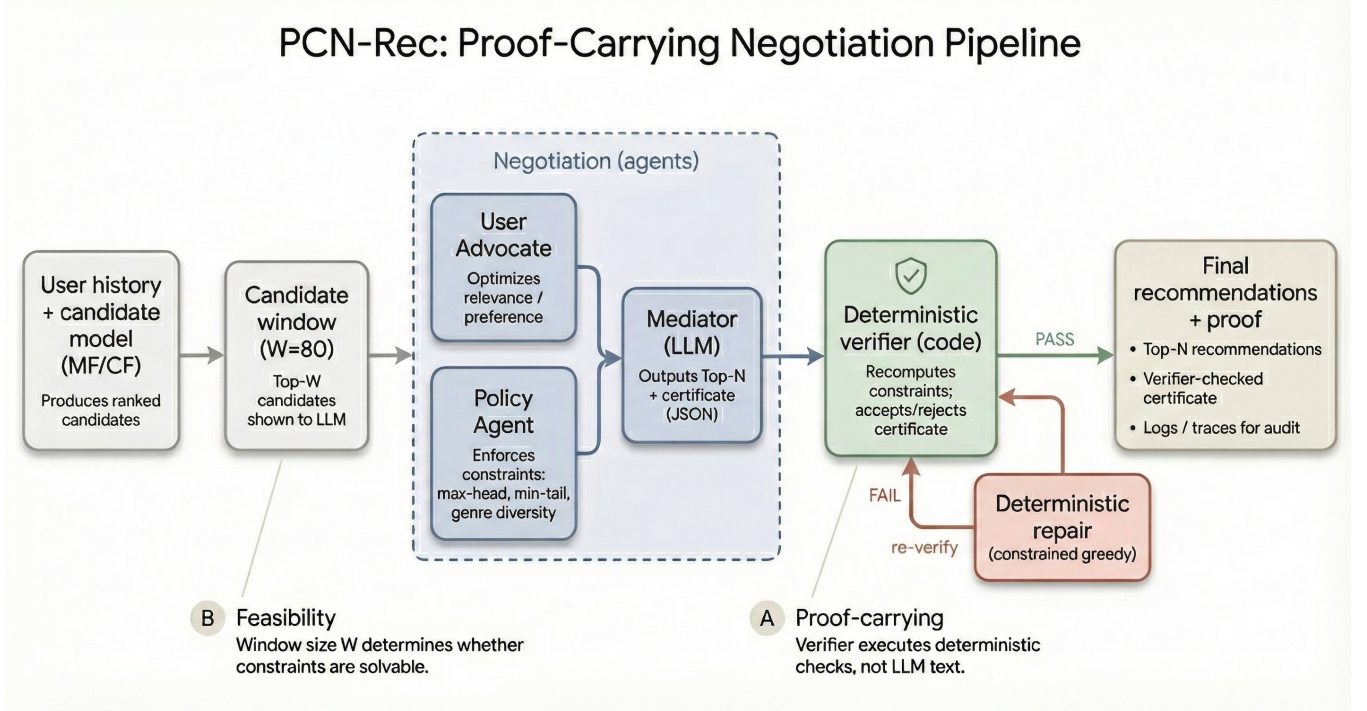 PCN-Rec: Proof-Carrying Negotiation Pipeline
User history
+ candidate
model
(MF/CF)
Produces ranked
candidates
Candidate
window
(W=80)
Top-W
candidates
shown to LLM
Negotiation (agents)
User
Advocate
Optimizes
relevance /
preference
Policy
Agent
Enforces
constraints:
max-head, min-tail,
genre diversity
Mediator
(LLM)
Outputs Top-N
+ certificate
(JSON)
Deterministic
verifier (code)
Recomputes
constraints;
accepts/rejects
certificate
PASS
Final
recommendations
+ proof
• Top-N recommendations
• Verifier-checked
certificate
• Logs / traces for audit
FAIL
re-verify
Deterministic
repair
(constrained greedy)
B Feasibility
Window size W determines whether
constraints are solvable.
A Proof-carrying
Verifier executes deterministic
checks, not LLM text.